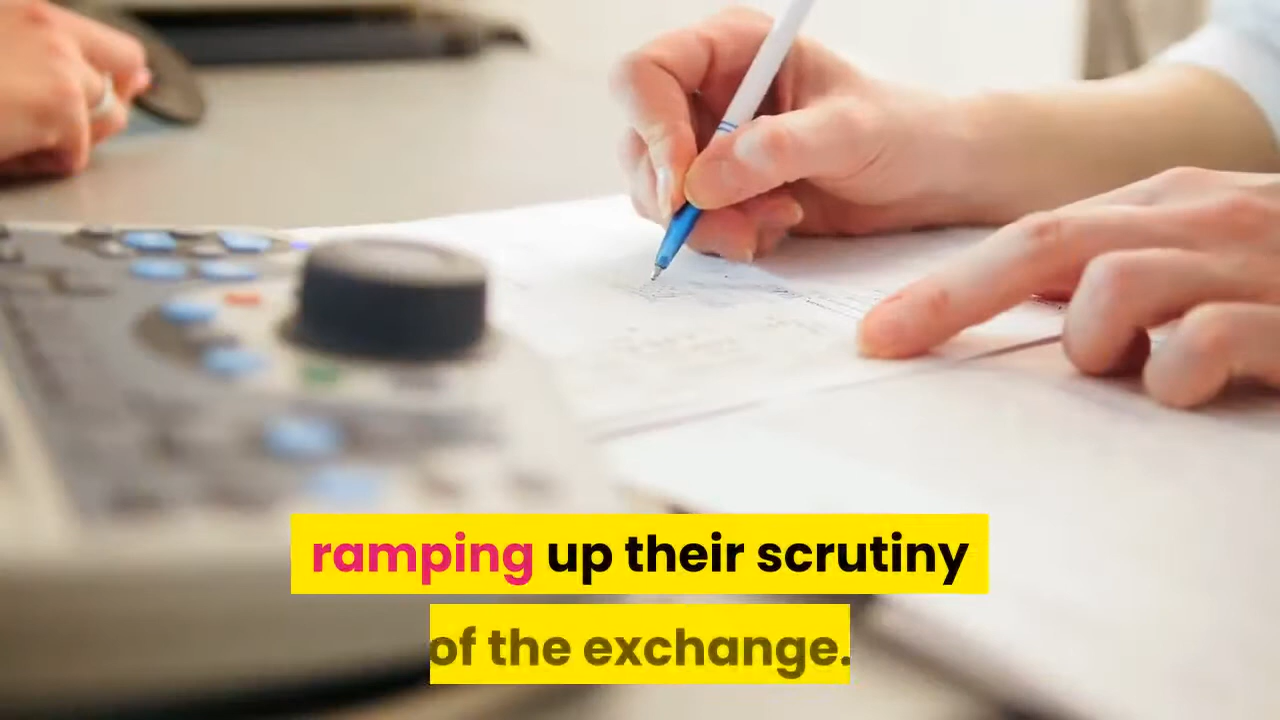 ramping up their scrutiny
of the exchange.